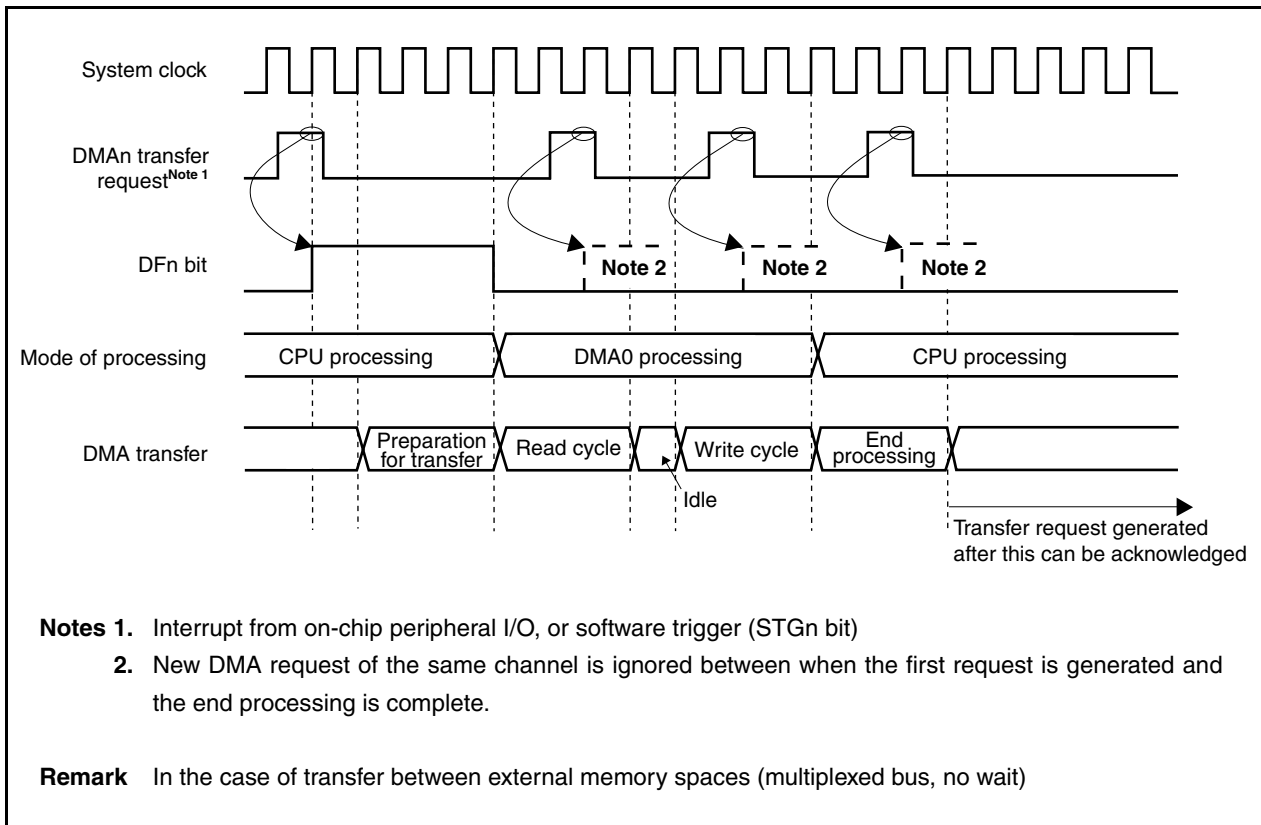 System clock
DMAn transfer
request Note 1
DFn bit
Note 2
Note 2
Note 2
Mode of processing
CPU processing
DMA0 processing
CPU processing
DMA transfer
Preparation
for transfer
Read cycle
Idle
Write cycle
End
processing
Transfer request generated
after this can be acknowledged
Notes 1. Interrupt from on-chip peripheral I/O, or software trigger (STGn bit)
2. New DMA request of the same channel is ignored between when the first request is generated and
the end processing is complete.
Remark In the case of transfer between external memory spaces (multiplexed bus, no wait)